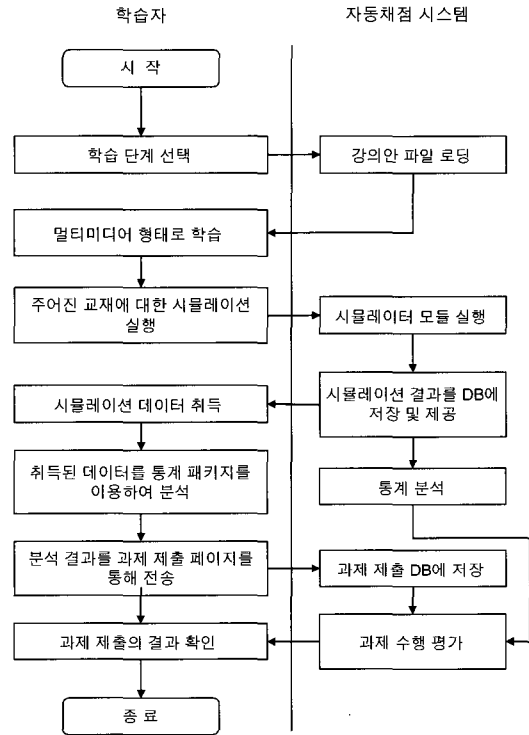 학습자
자동채점 시스템
시 작
학습 단계 선택
강의안 파일 로딩
멀티미디어 형태로 학습
주어진 교재에 대한 시뮬레이션
실행
시뮬레이터 모듈 실행
시뮬레이션 데이터 취득
시뮬레이션 결과를 DB에
저장 및 제공
취득된 데이터를 통계 패키지를
이용하여 분석
통계 분석
분석 결과를 과제 제출 페이지를
통해 전송
과제 제출 DB에 저장
과제 제출의 결과 확인
과제 수행 평가
종 료